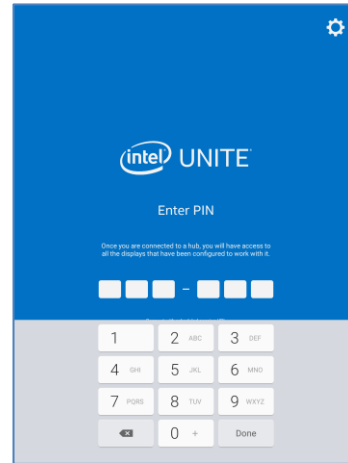 intel UNITE
Enter PIN
Once you are connected to a hub, you will have access to
all the displays that have been configured to work with it.
-
1
2 ABC
3 DEF
4 GHI
5 JKL
6 MNO
7 PQRS
8 TUV
9 WXYZ
0 +
Done